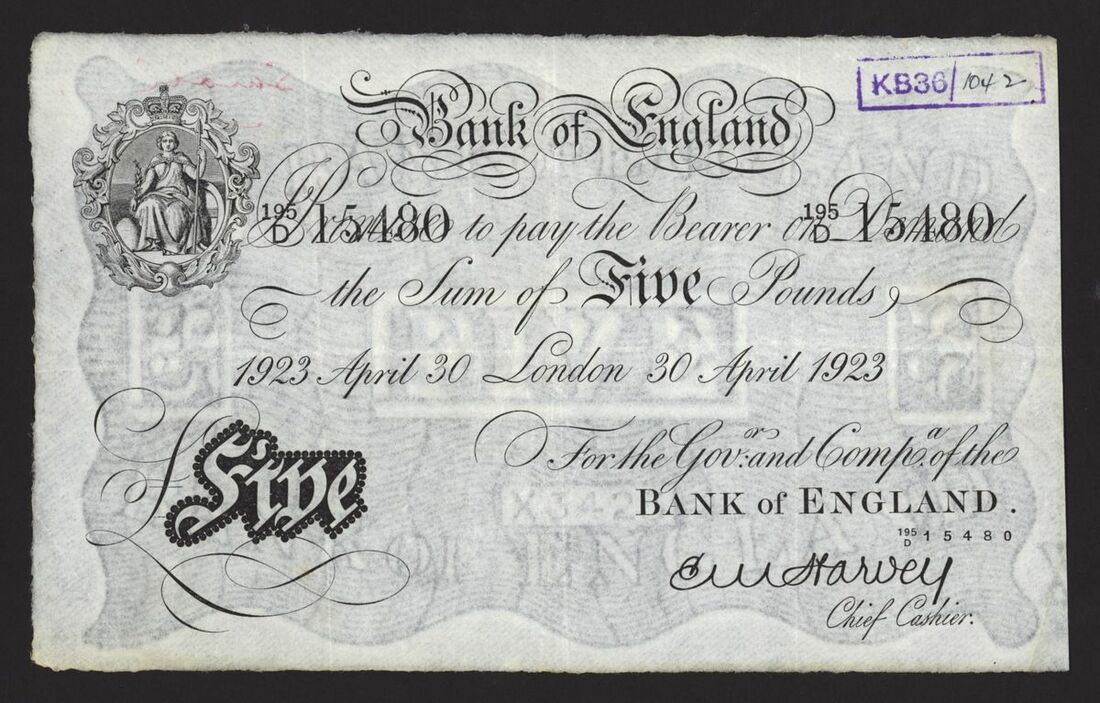 KB36/1042
Bank of England
195 D 15480 195 D 15480
Promise to pay the Bearer on Demand
the Sum of Five Pounds
1923 April 30 London 30 April 1923
For the Govr. and Compa. of the
BANK of ENGLAND.
195 D 15480
Five
C M Harvey
Chief Cashier.